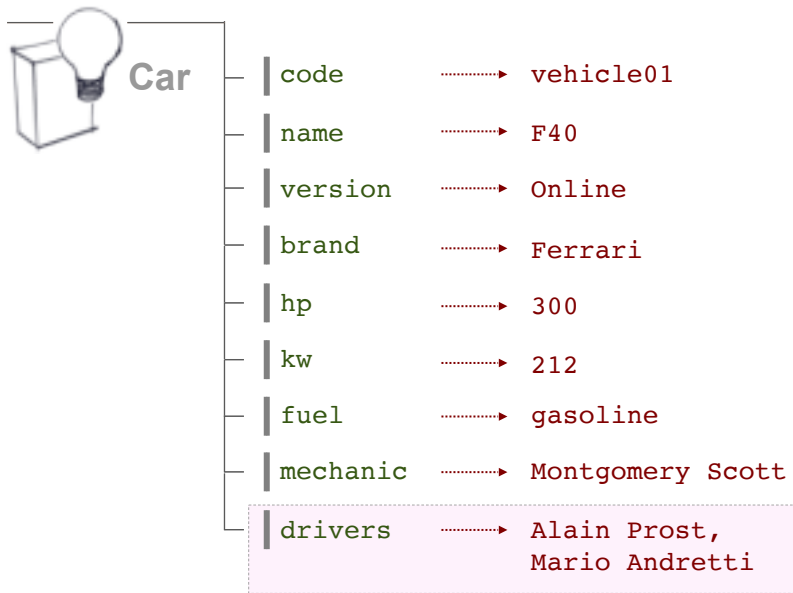 Car
code vehicle01
name F40
version Online
brand Ferrari
hp 300
kw 212
fuel gasoline
mechanic Montgomery Scott
drivers Alain Prost,
Mario Andretti